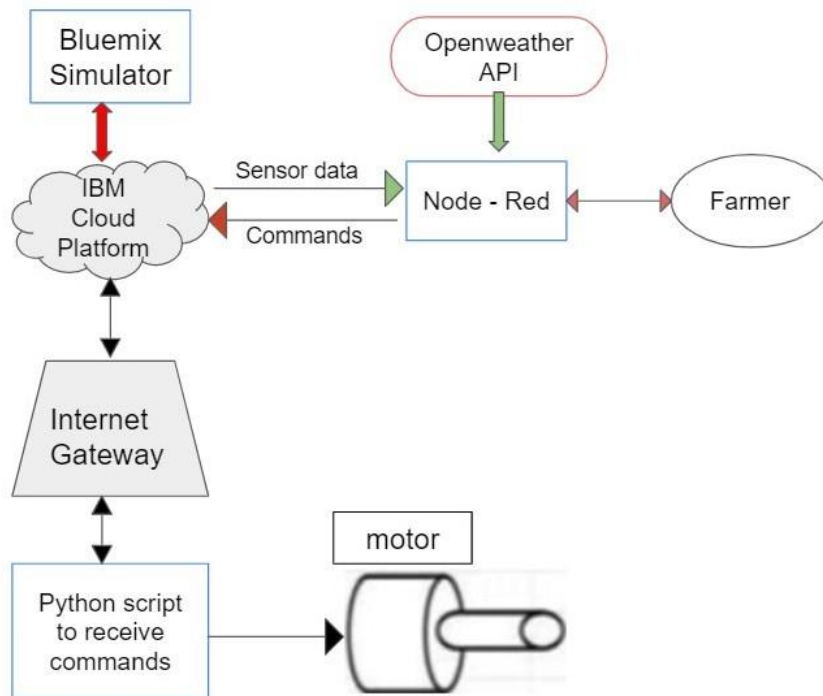 Bluemix
Simulator
Openweather
API
IBM
Cloud
Platform
Sensor data
Commands
Node - Red
Farmer
Internet
Gateway
motor
Python script
to receive
commands